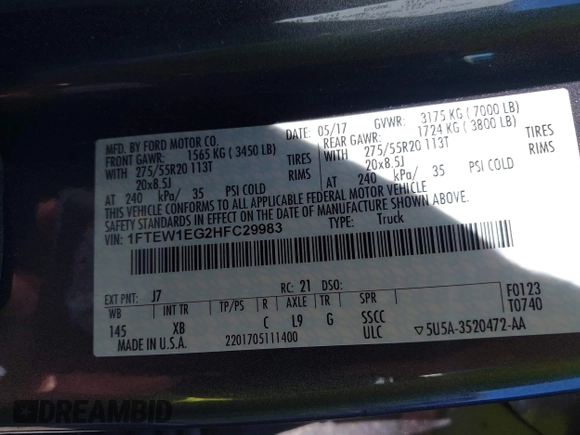 MFD. BY FORD MOTOR CO.
DATE: 05/17 GVWR: 3175 KG ( 7000 LB)
FRONT GAWR: 1565 KG ( 3450 LB) REAR GAWR: 1724 KG ( 3800 LB)
WITH 275/55R20 113T TIRES WITH 275/55R20 113T TIRES
20x8.5J RIMS 20x8.5J RIMS
AT 240 kPa/ 35 PSI COLD AT 240 kPa/ 35 PSI COLD
THIS VEHICLE CONFORMS TO ALL APPLICABLE FEDERAL MOTOR VEHICLE
SAFETY STANDARDS IN EFFECT ON THE DATE OF MANUFACTURE SHOWN ABOVE.
VIN: 1FTEW1EG2HFC29983 TYPE: Truck
EXT PNT: J7 RC: 21 DSO: F0123
WB INT TR TP/PS R AXLE TR SPR T0740
145 XB C L9 G SSCC
MADE IN U.S.A. 2201705111400 ULC ▽5U5A-3520472-AA
DREAMBID